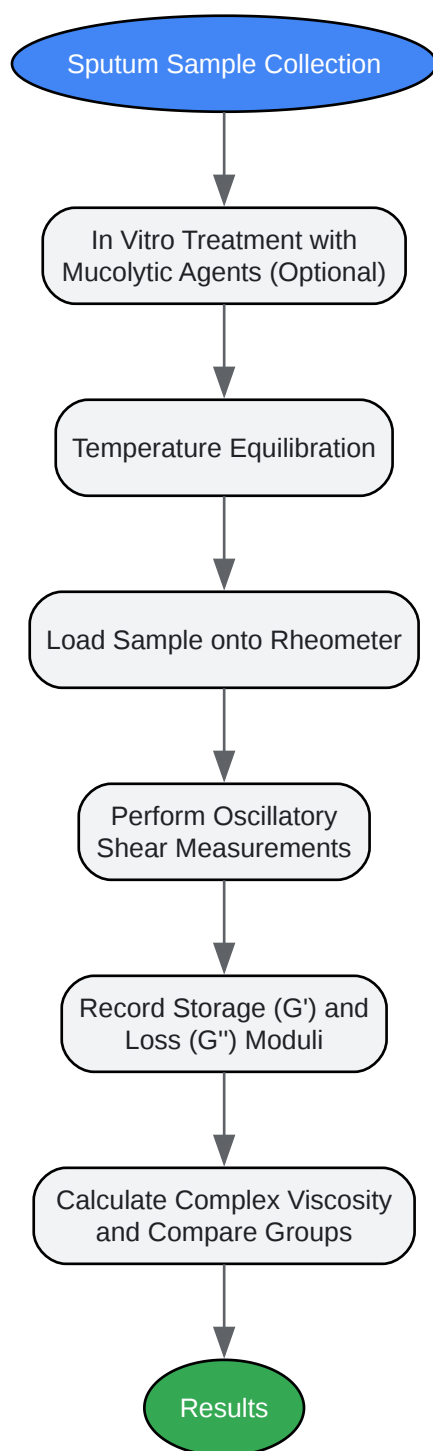 Sputum Sample Collection
In Vitro Treatment with
Mucolytic Agents (Optional)
Temperature Equilibration
Load Sample onto Rheometer
Perform Oscillatory
Shear Measurements
Record Storage (G') and
Loss (G'') Moduli
Calculate Complex Viscosity
and Compare Groups
Results